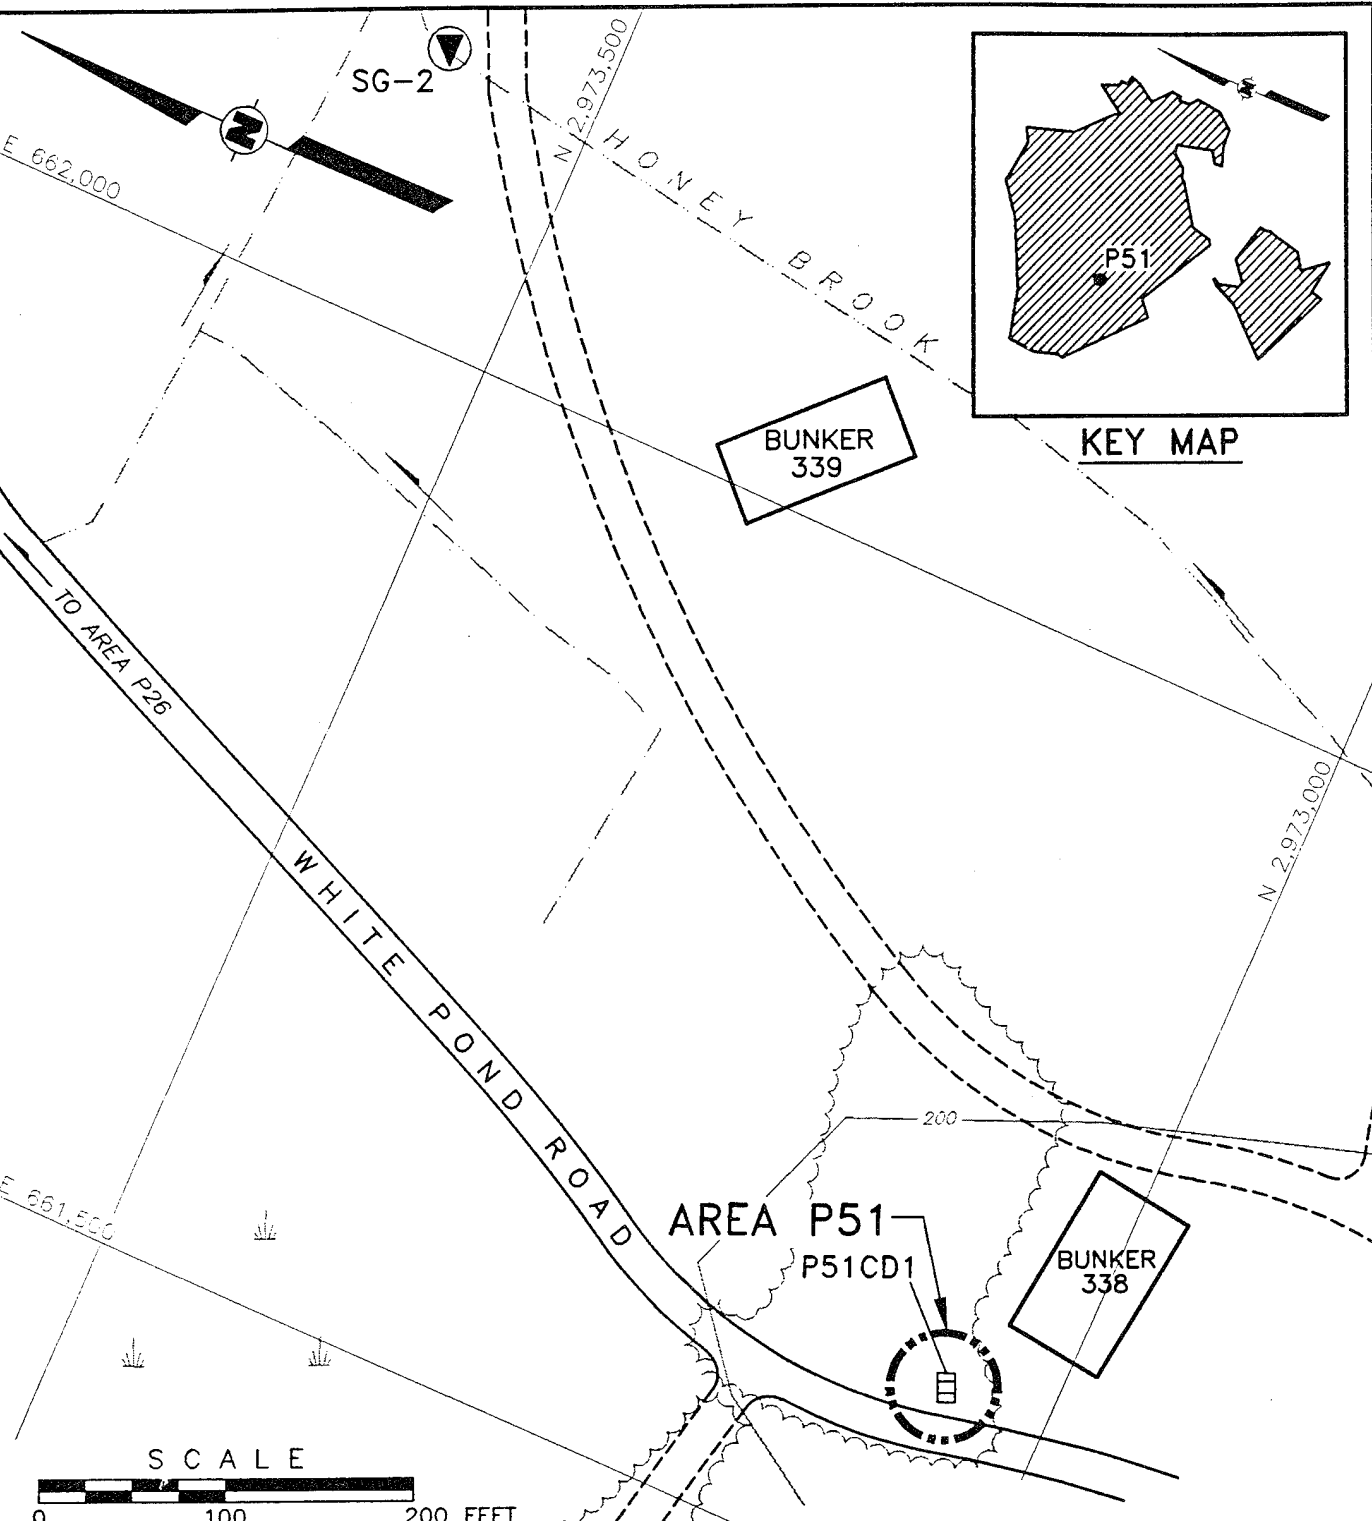 SG-2
N 2,973,500
N
E 662,000
HONEY BROOK
N
P51
KEY MAP
BUNKER
339
TO AREA P26
N 2,973,000
WHITE POND ROAD
200
E 661,500
AREA P51
P51CD1
BUNKER
338
SCALE
0 100 200 FEET